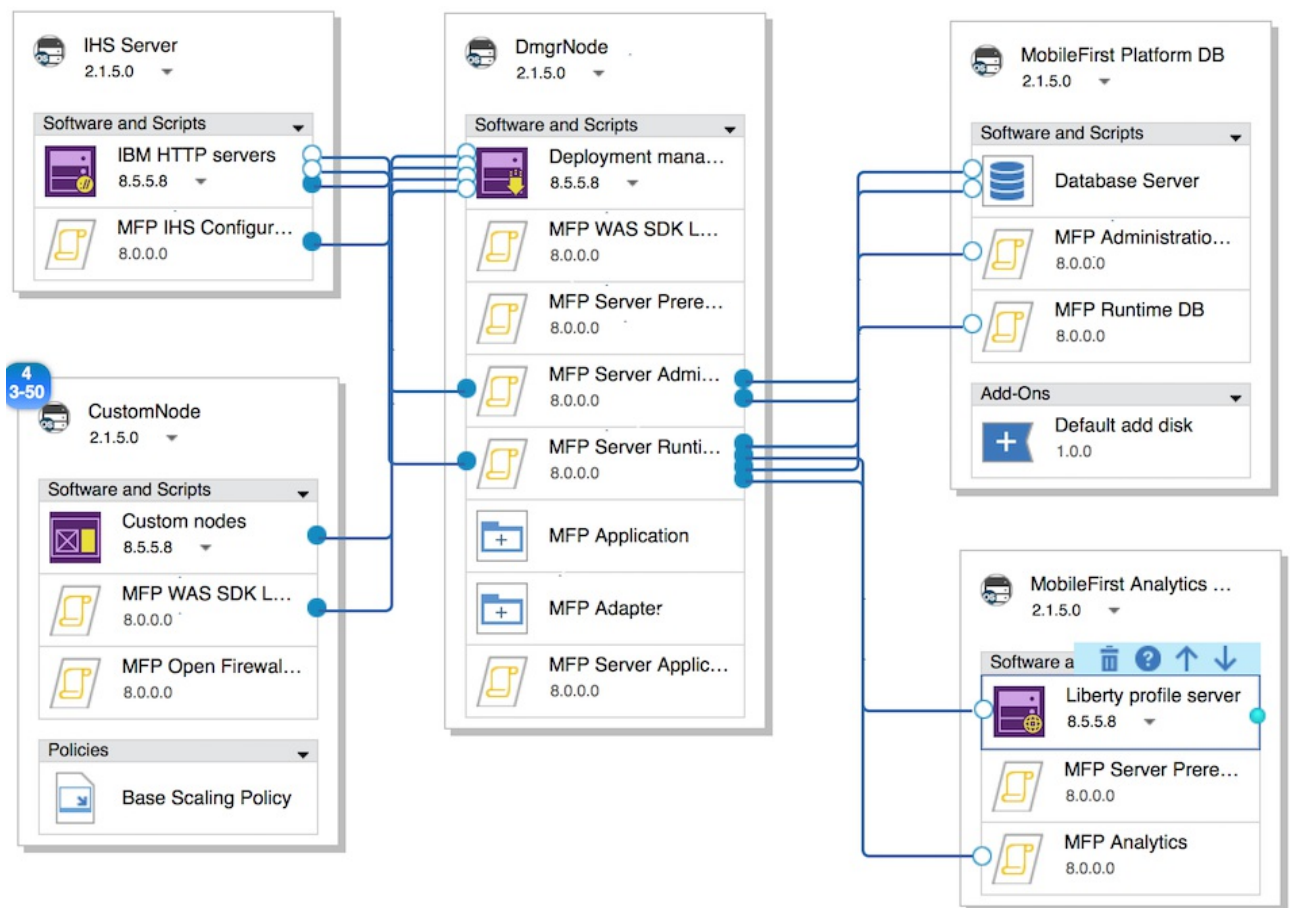 IHS Server
2.1.5.0
Software and Scripts
IBM HTTP servers
8.5.5.8
MFP IHS Configur...
8.0.0.0
4
3-50
CustomNode
2.1.5.0
Software and Scripts
Custom nodes
8.5.5.8
MFP WAS SDK L...
8.0.0.0
MFP Open Firewal...
8.0.0.0
Policies
Base Scaling Policy
DmgrNode
2.1.5.0
Software and Scripts
Deployment mana...
8.5.5.8
MFP WAS SDK L...
8.0.0.0
MFP Server Prere...
8.0.0.0
MFP Server Admi...
8.0.0.0
MFP Server Runti...
8.0.0.0
MFP Application
MFP Adapter
MFP Server Applic...
8.0.0.0
MobileFirst Platform DB
2.1.5.0
Software and Scripts
Database Server
MFP Administratio...
8.0.0.0
MFP Runtime DB
8.0.0.0
Add-Ons
Default add disk
1.0.0
MobileFirst Analytics ...
2.1.5.0
Software a
Liberty profile server
8.5.5.8
MFP Server Prere...
8.0.0.0
MFP Analytics
8.0.0.0